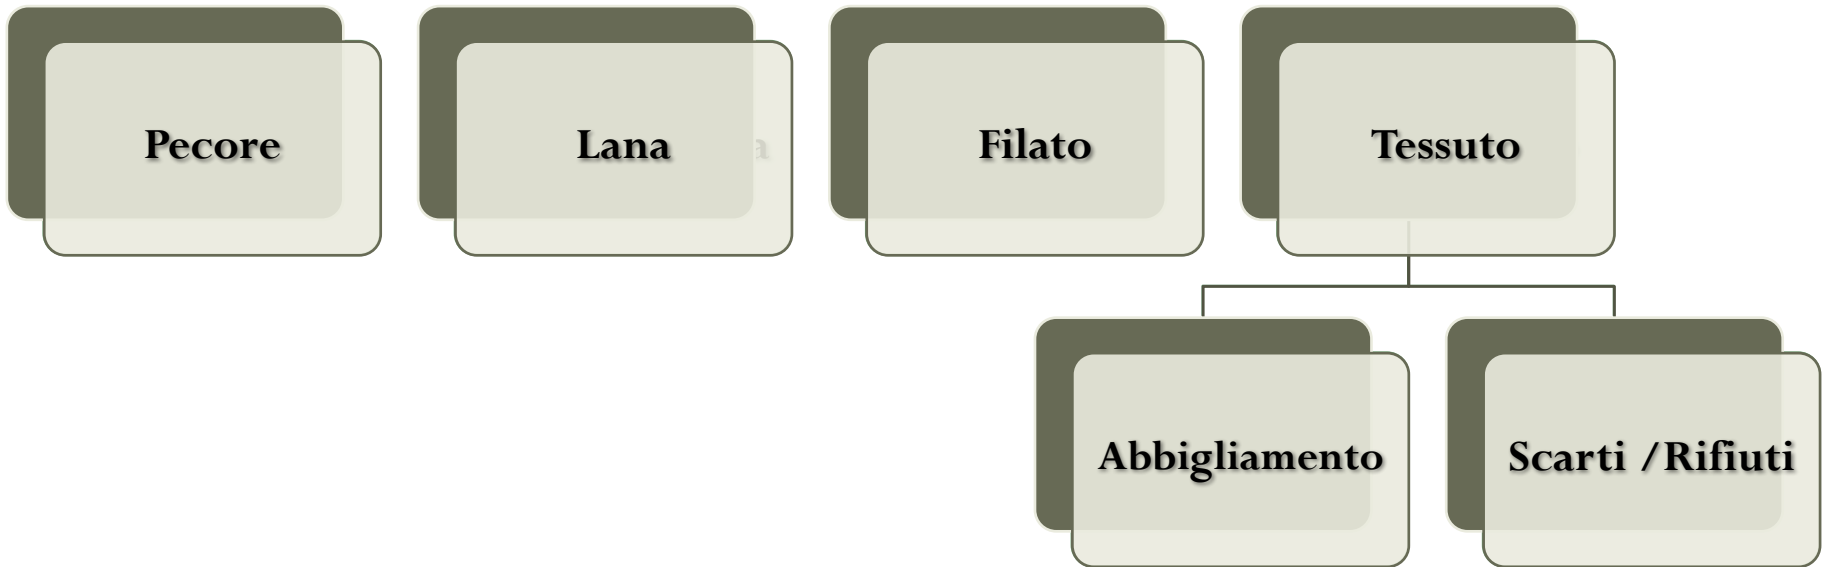 Pecore
Lana
Filato
Tessuto
Abbigliamento
Scarti /Rifiuti